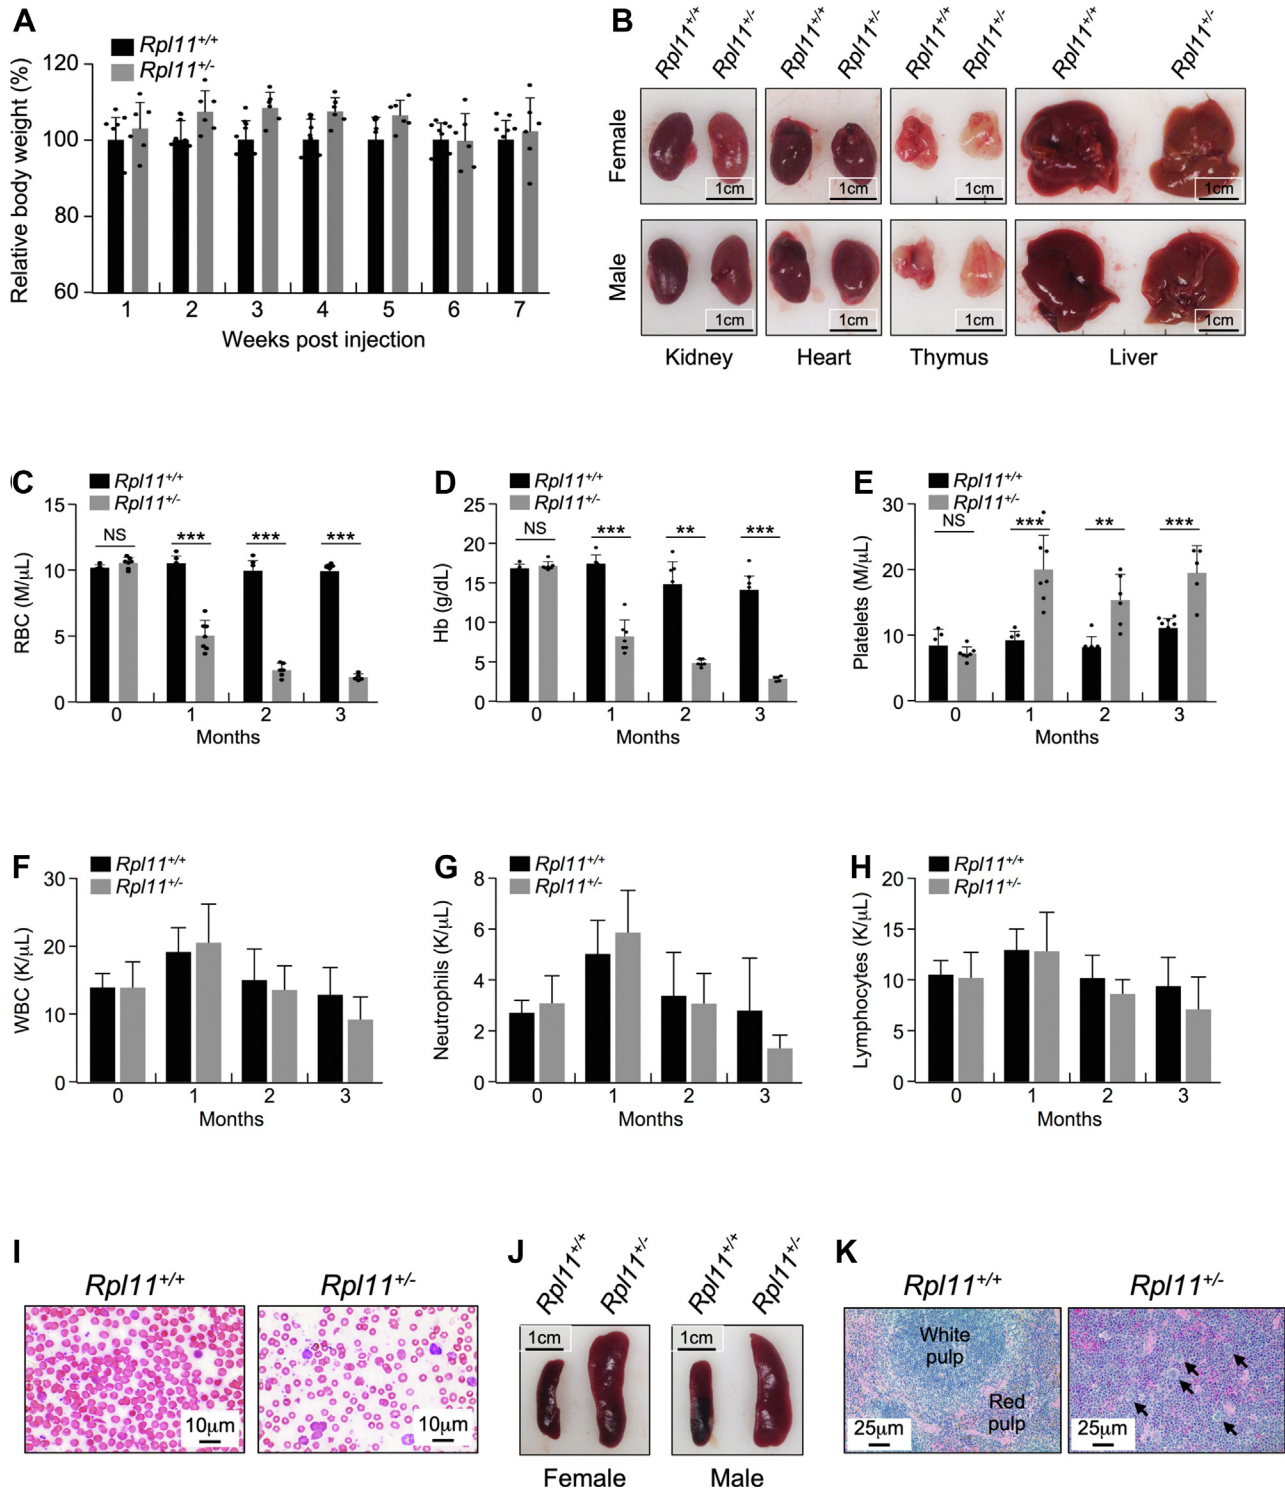 A
Rpl11+/+
Rpl11+/-
Relative body weight (%)
120
100
80
60
1 2 3 4 5 6 7
Weeks post injection
B
Rpl11+/+ Rpl11+/- Rpl11+/+ Rpl11+/- Rpl11+/+ Rpl11+/- Rpl11+/+ Rpl11+/-
Female
1cm 1cm 1cm 1cm
Male
1cm 1cm 1cm 1cm
Kidney Heart Thymus Liver
C
Rpl11+/+
Rpl11+/-
RBC (M/μL)
15
10
5
0
NS *** *** ***
0 1 2 3
Months
D
Rpl11+/+
Rpl11+/-
Hb (g/dL)
25
20
15
10
5
0
NS *** ** ***
0 1 2 3
Months
E
Rpl11+/+
Rpl11+/-
Platelets (M/μL)
30
20
10
0
NS *** ** ***
0 1 2 3
Months
F
Rpl11+/+
Rpl11+/-
WBC (K/μL)
30
20
10
0
0 1 2 3
Months
G
Rpl11+/+
Rpl11+/-
Neutrophils (K/μL)
8
6
4
2
0
0 1 2 3
Months
H
Rpl11+/+
Rpl11+/-
Lymphocytes (K/μL)
20
15
10
5
0
0 1 2 3
Months
I
Rpl11+/+ Rpl11+/-
10μm 10μm
J
Rpl11+/+ Rpl11+/- Rpl11+/+ Rpl11+/-
1cm 1cm
Female Male
K
Rpl11+/+ Rpl11+/-
White
pulp
Red
pulp
25μm 25μm